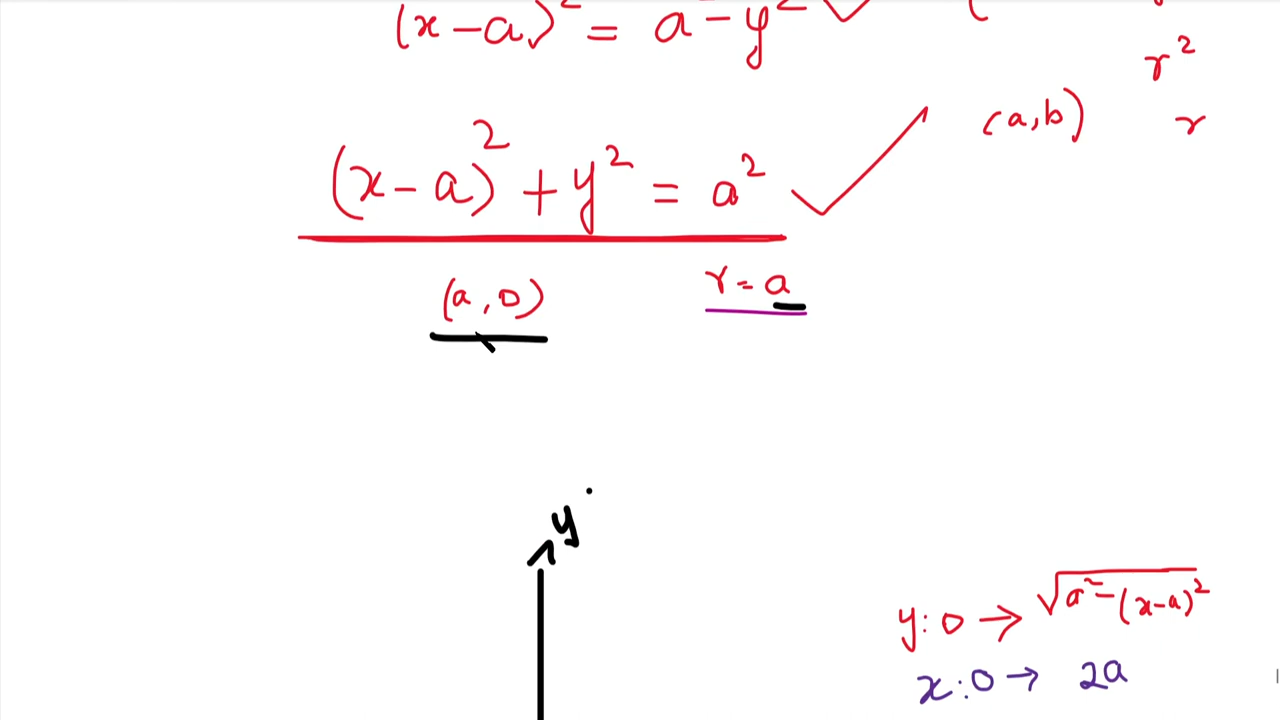 (x-a)² = a-y²
r²
(a,b) r
(x-a)² + y² = a²
(a,0) r=a
y
y:0 → √a²-(x-a)²
x:0 → 2a